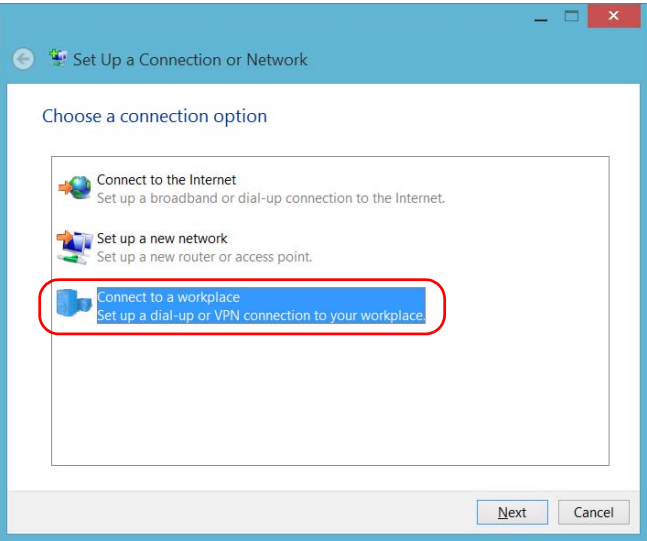 Set Up a Connection or Network
Choose a connection option
Connect to the Internet
Set up a broadband or dial-up connection to the Internet.
Set up a new network
Set up a new router or access point.
Connect to a workplace
Set up a dial-up or VPN connection to your workplace.
Next
Cancel